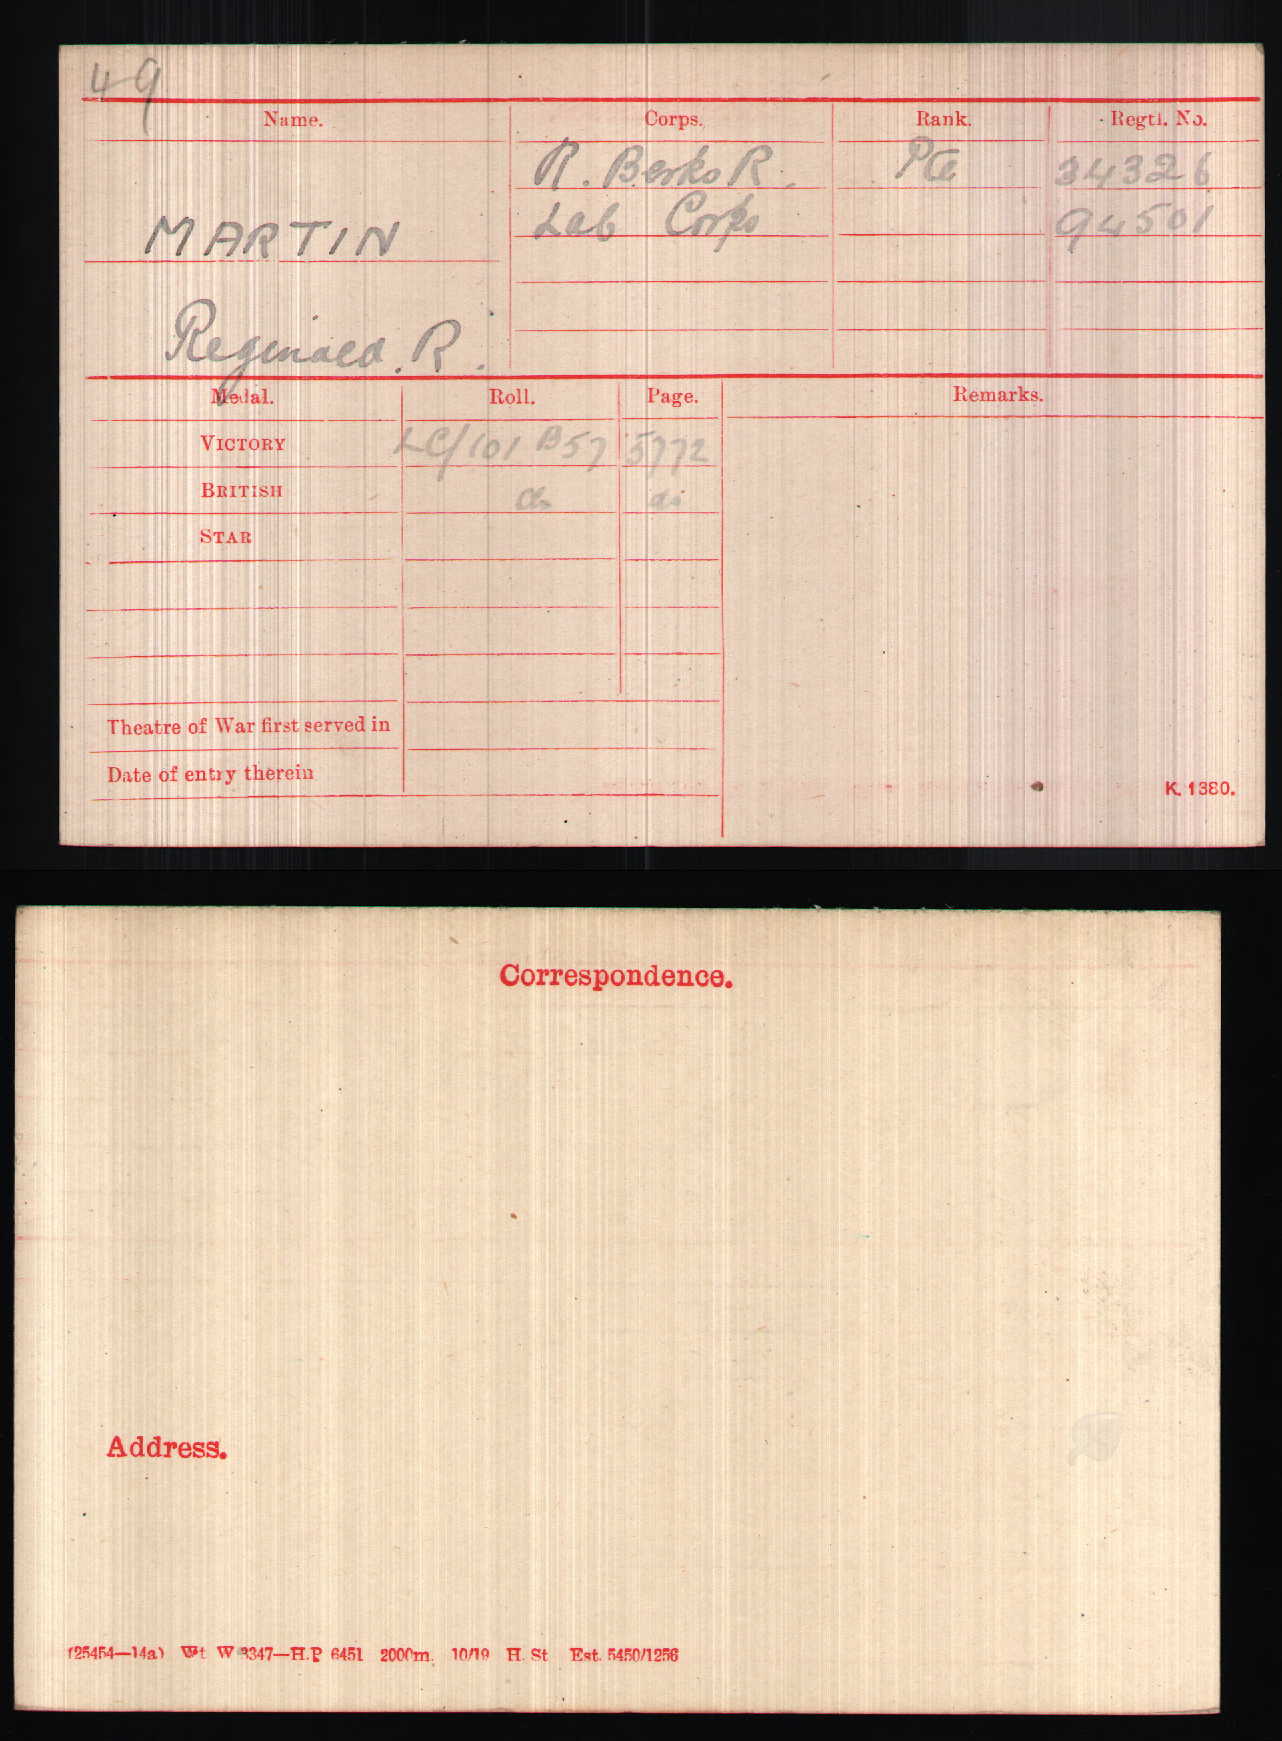 49
Name. Corps. Rank. Regtl. No.
R. Berks R. Pte 34326
MARTIN Lab Corps 94501
Reginald. R.
Medal. Roll. Page. Remarks.
VICTORY LC/101 B57 5772
BRITISH do do
STAR
Theatre of War first served in
Date of entry therein
K. 1380.
Correspondence.
Address.
(25454—14a) Wt W 3347—H.P 6451 2000m. 10/19 H. St Est. 5450/1256